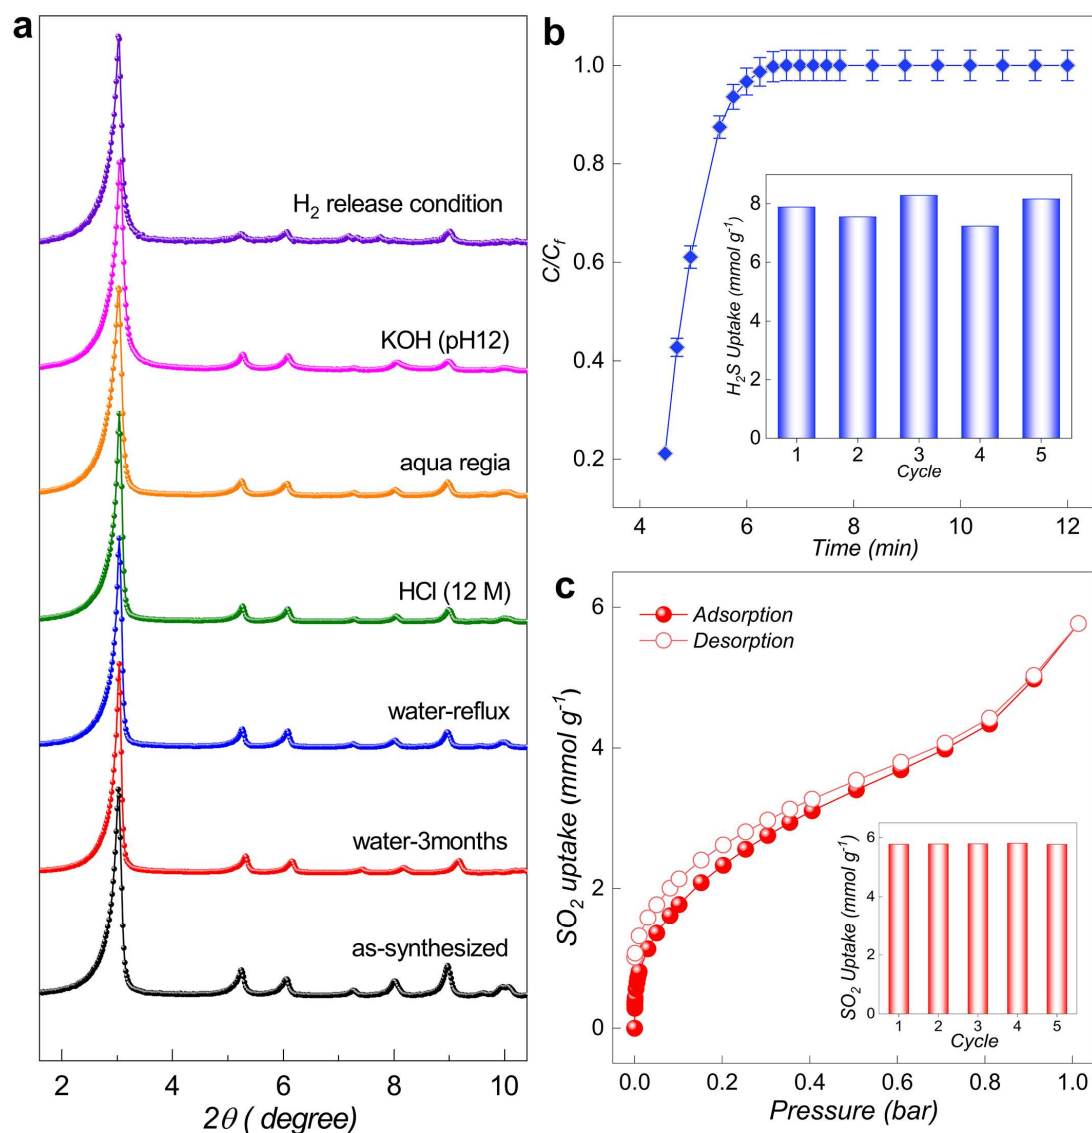 a
H2 release condition
KOH (pH12)
aqua regia
HCl (12 M)
water-reflux
water-3months
as-synthesized
2 4 6 8 10
2θ ( degree)
b
C/Cf
1.0
0.8
0.6
0.4
0.2
4 6 8 10 12
Time (min)
H2S Uptake (mmol g-1)
8
6
4
2
0
1 2 3 4 5
Cycle
c
Adsorption
Desorption
SO2 uptake (mmol g-1)
6
4
2
0
0.0 0.2 0.4 0.6 0.8 1.0
Pressure (bar)
SO2 Uptake (mmol g-1)
6
4
2
0
1 2 3 4 5
Cycle